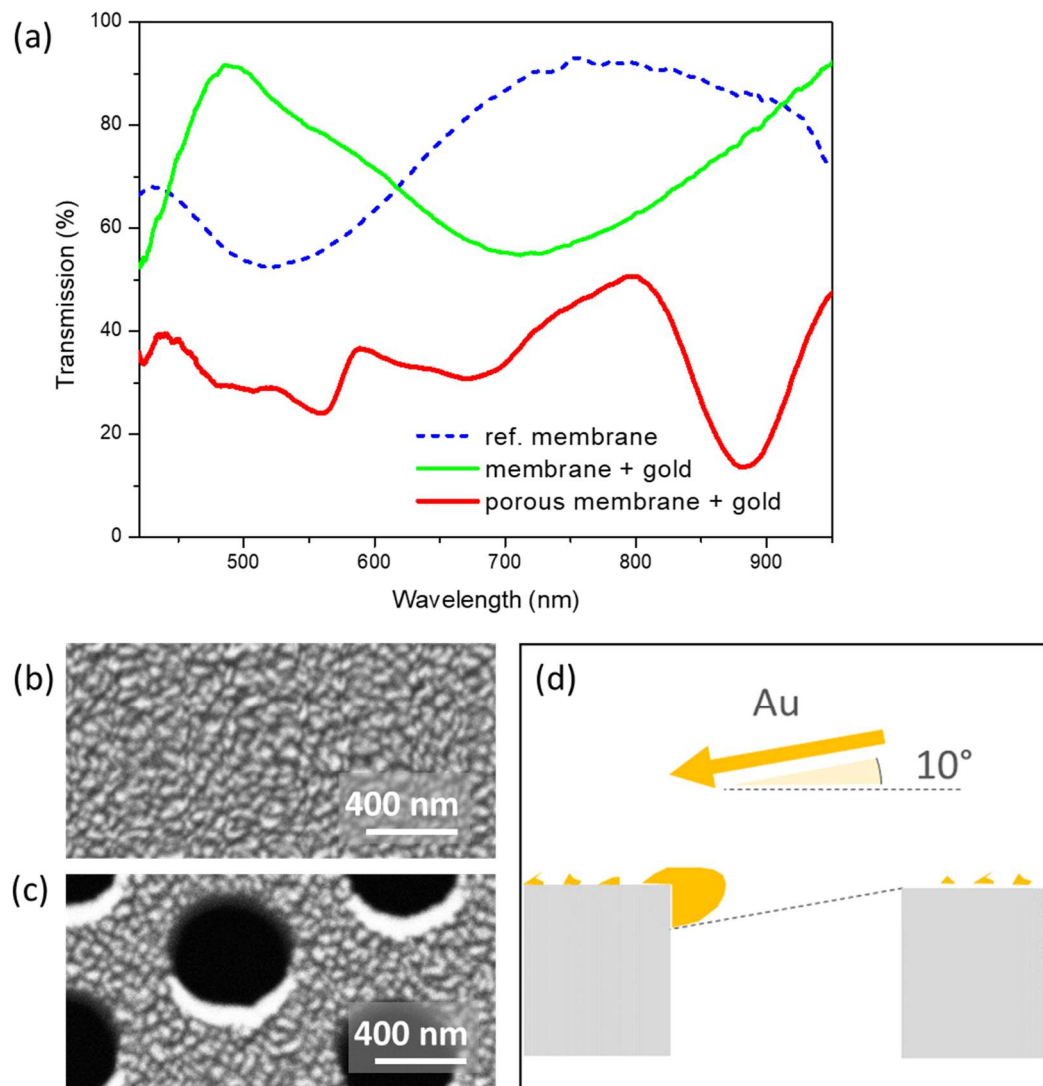 (a)
100
80
60
40
20
0
Transmission (%)
ref. membrane
membrane + gold
porous membrane + gold
500 600 700 800 900
Wavelength (nm)
(b)
400 nm
(c)
400 nm
(d)
Au
10°